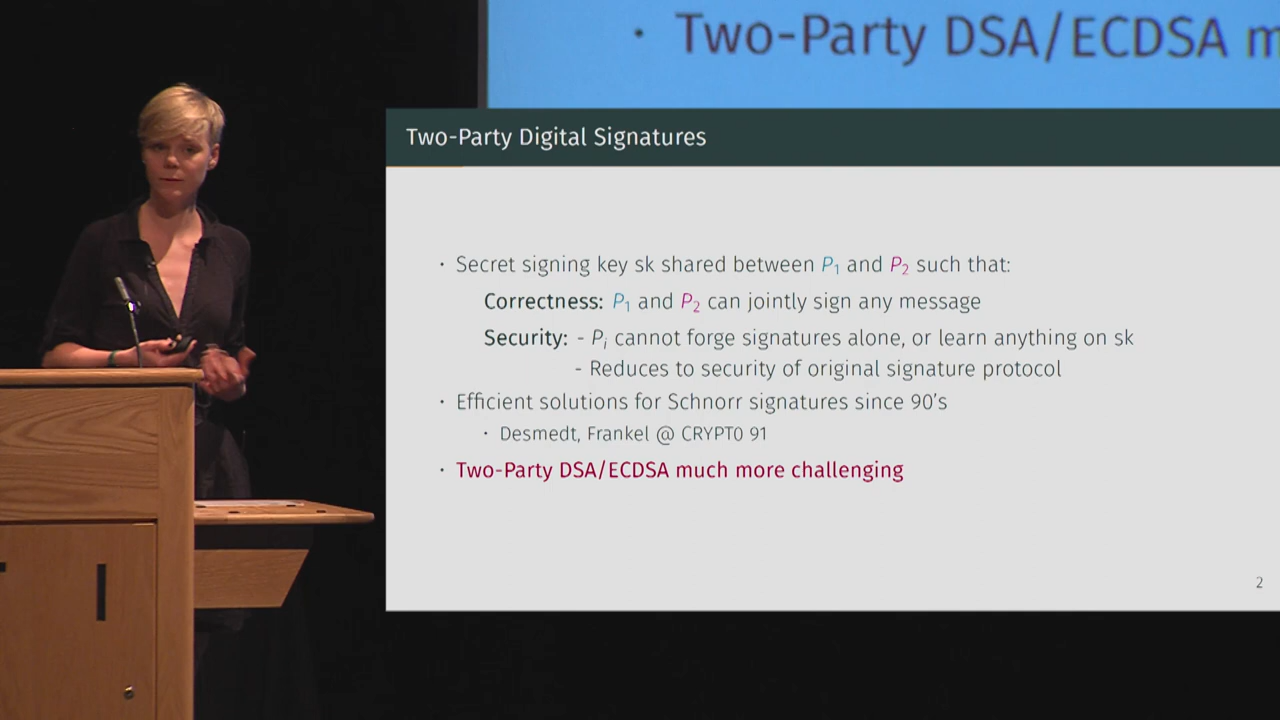 · Two-Party DSA/ECDSA m
Two-Party Digital Signatures
· Secret signing key sk shared between P₁ and P₂ such that:
Correctness: P₁ and P₂ can jointly sign any message
Security: - Pᵢ cannot forge signatures alone, or learn anything on sk
- Reduces to security of original signature protocol
· Efficient solutions for Schnorr signatures since 90's
· Desmedt, Frankel @ CRYPTO 91
· Two-Party DSA/ECDSA much more challenging
2